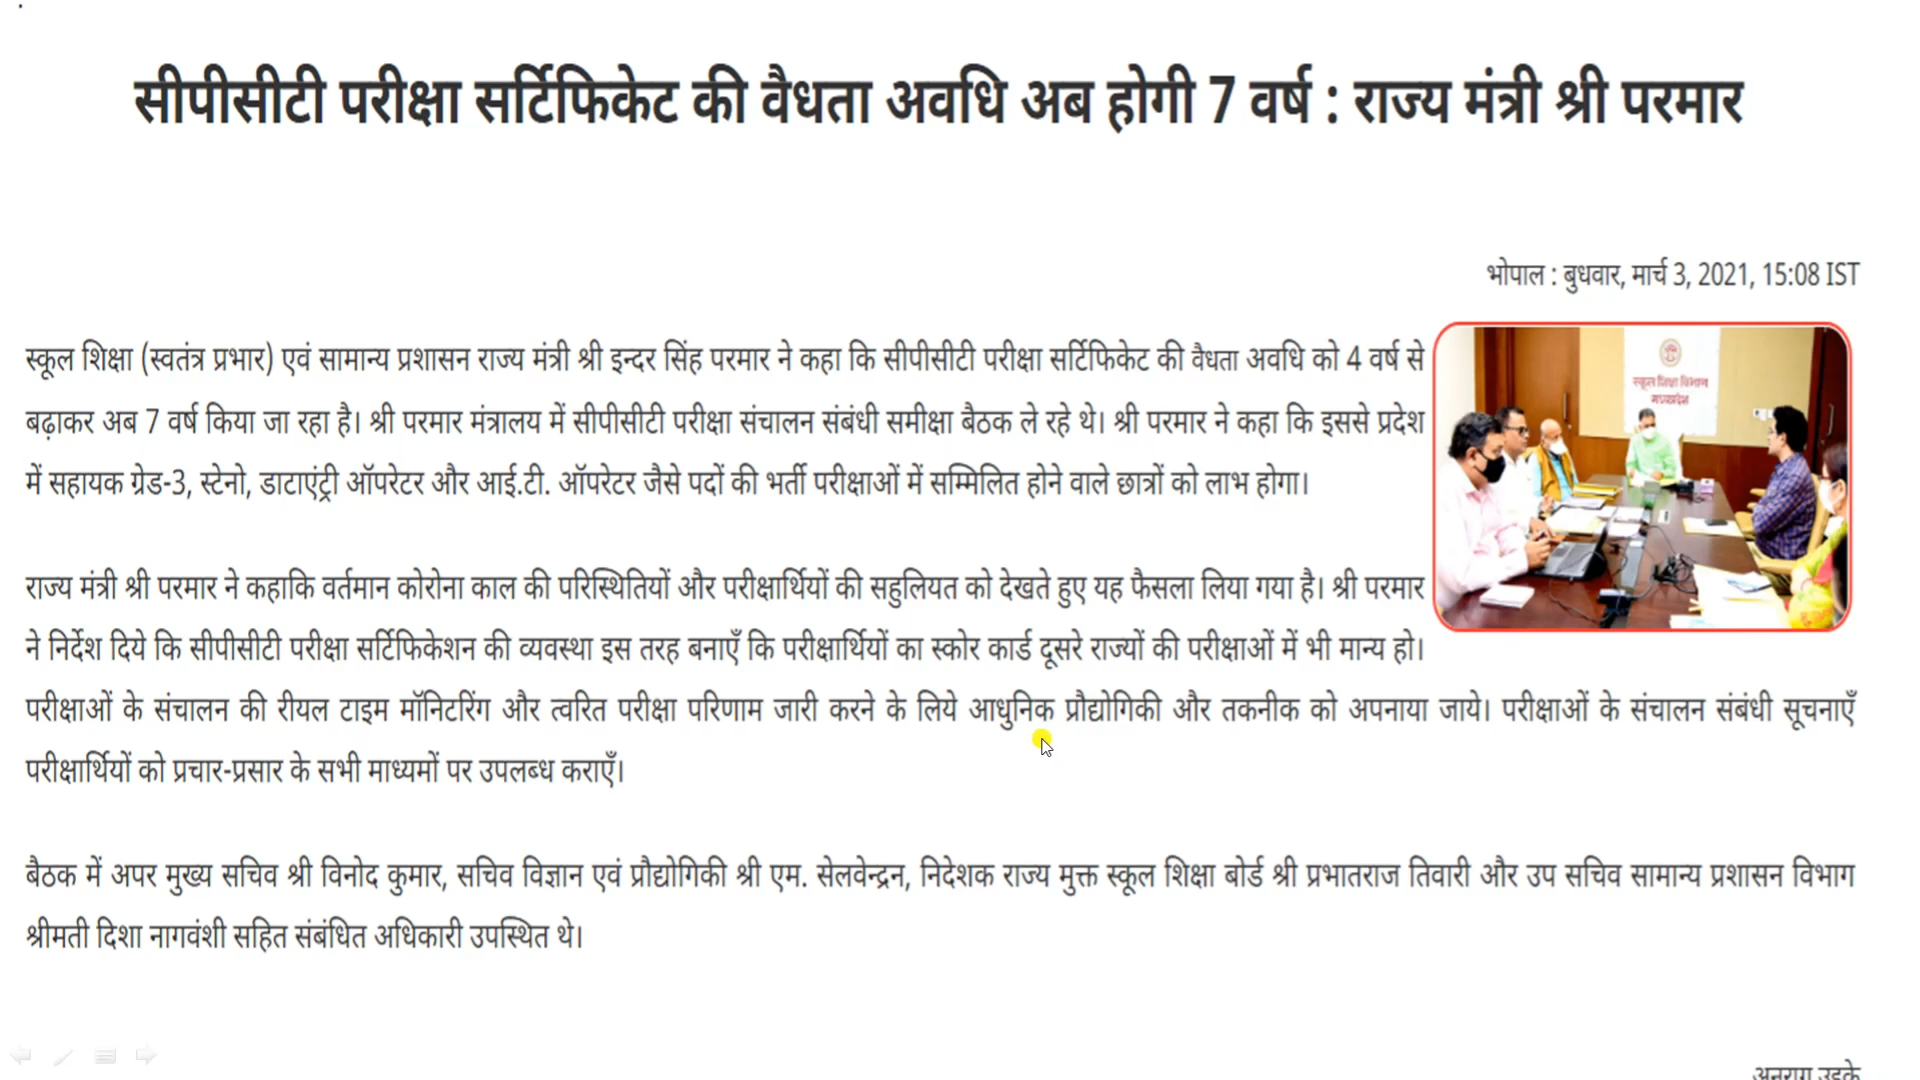 सीपीसीटी परीक्षा सर्टिफिकेट की वैधता अवधि अब होगी 7 वर्ष : राज्य मंत्री श्री परमार
भोपाल : बुधवार, मार्च 3, 2021, 15:08 IST
स्कूल शिक्षा (स्वतंत्र प्रभार) एवं सामान्य प्रशासन राज्य मंत्री श्री इन्दर सिंह परमार ने कहा कि सीपीसीटी परीक्षा सर्टिफिकेट की वैधता अवधि को 4 वर्ष से
बढ़ाकर अब 7 वर्ष किया जा रहा है। श्री परमार मंत्रालय में सीपीसीटी परीक्षा संचालन संबंधी समीक्षा बैठक ले रहे थे। श्री परमार ने कहा कि इससे प्रदेश
में सहायक ग्रेड-3, स्टेनो, डाटाएंट्री ऑपरेटर और आई.टी. ऑपरेटर जैसे पदों की भर्ती परीक्षाओं में सम्मिलित होने वाले छात्रों को लाभ होगा।
स्कूल शिक्षा विभाग
मध्यप्रदेश
राज्य मंत्री श्री परमार ने कहाकि वर्तमान कोरोना काल की परिस्थितियों और परीक्षार्थियों की सहुलियत को देखते हुए यह फैसला लिया गया है। श्री परमार
ने निर्देश दिये कि सीपीसीटी परीक्षा सर्टिफिकेशन की व्यवस्था इस तरह बनाएँ कि परीक्षार्थियों का स्कोर कार्ड दूसरे राज्यों की परीक्षाओं में भी मान्य हो।
परीक्षाओं के संचालन की रीयल टाइम मॉनिटरिंग और त्वरित परीक्षा परिणाम जारी करने के लिये आधुनिक प्रौद्योगिकी और तकनीक को अपनाया जाये। परीक्षाओं के संचालन संबंधी सूचनाएँ
परीक्षार्थियों को प्रचार-प्रसार के सभी माध्यमों पर उपलब्ध कराएँ।
बैठक में अपर मुख्य सचिव श्री विनोद कुमार, सचिव विज्ञान एवं प्रौद्योगिकी श्री एम. सेलवेन्द्रन, निदेशक राज्य मुक्त स्कूल शिक्षा बोर्ड श्री प्रभातराज तिवारी और उप सचिव सामान्य प्रशासन विभाग
श्रीमती दिशा नागवंशी सहित संबंधित अधिकारी उपस्थित थे।
अनुराग उइके